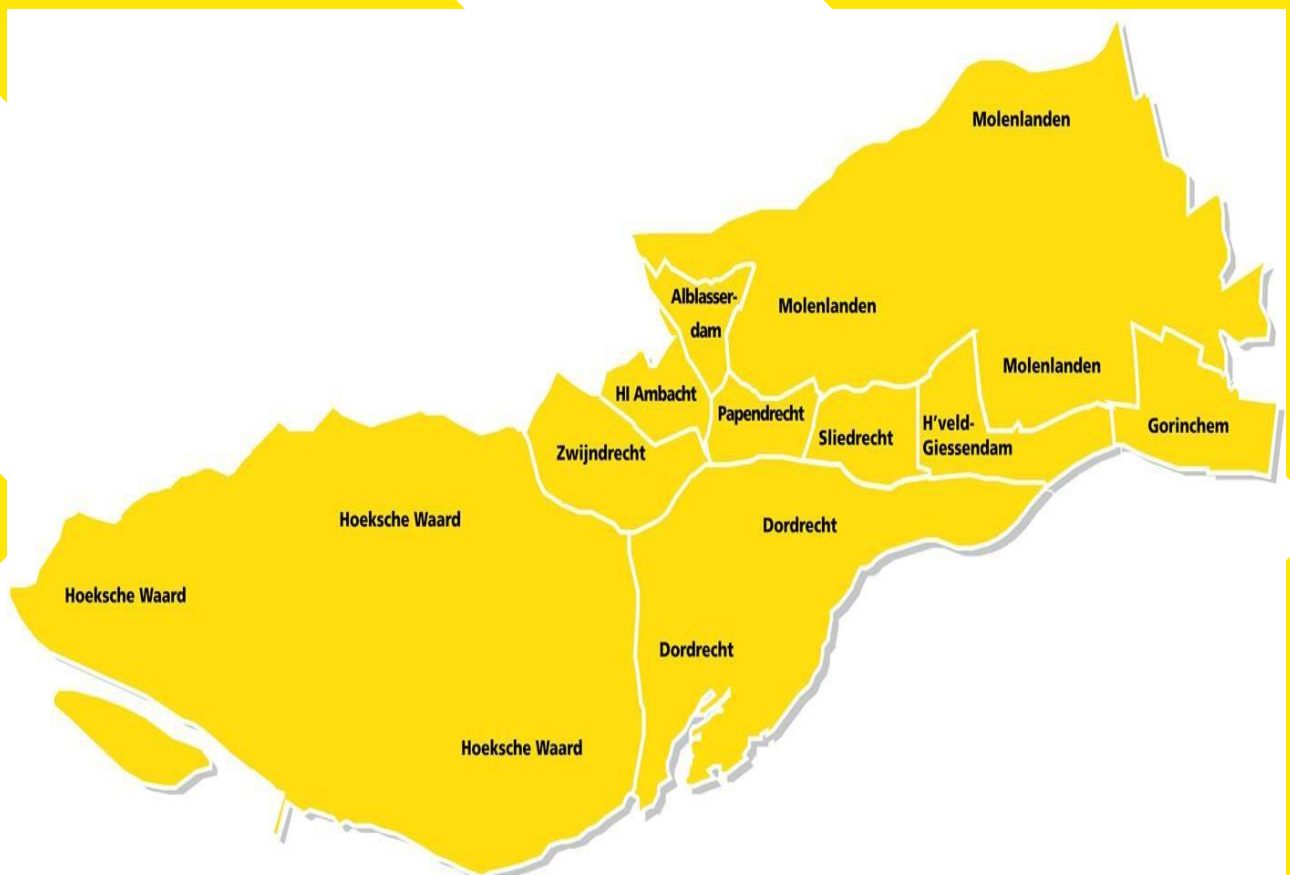 Molenlanden
Alblasser-
dam
Molenlanden
Molenlanden
HI Ambacht
Papendrecht
Sliedrecht
H'veld-
Giessendam
Gorinchem
Zwijndrecht
Hoeksche Waard
Dordrecht
Hoeksche Waard
Dordrecht
Hoeksche Waard